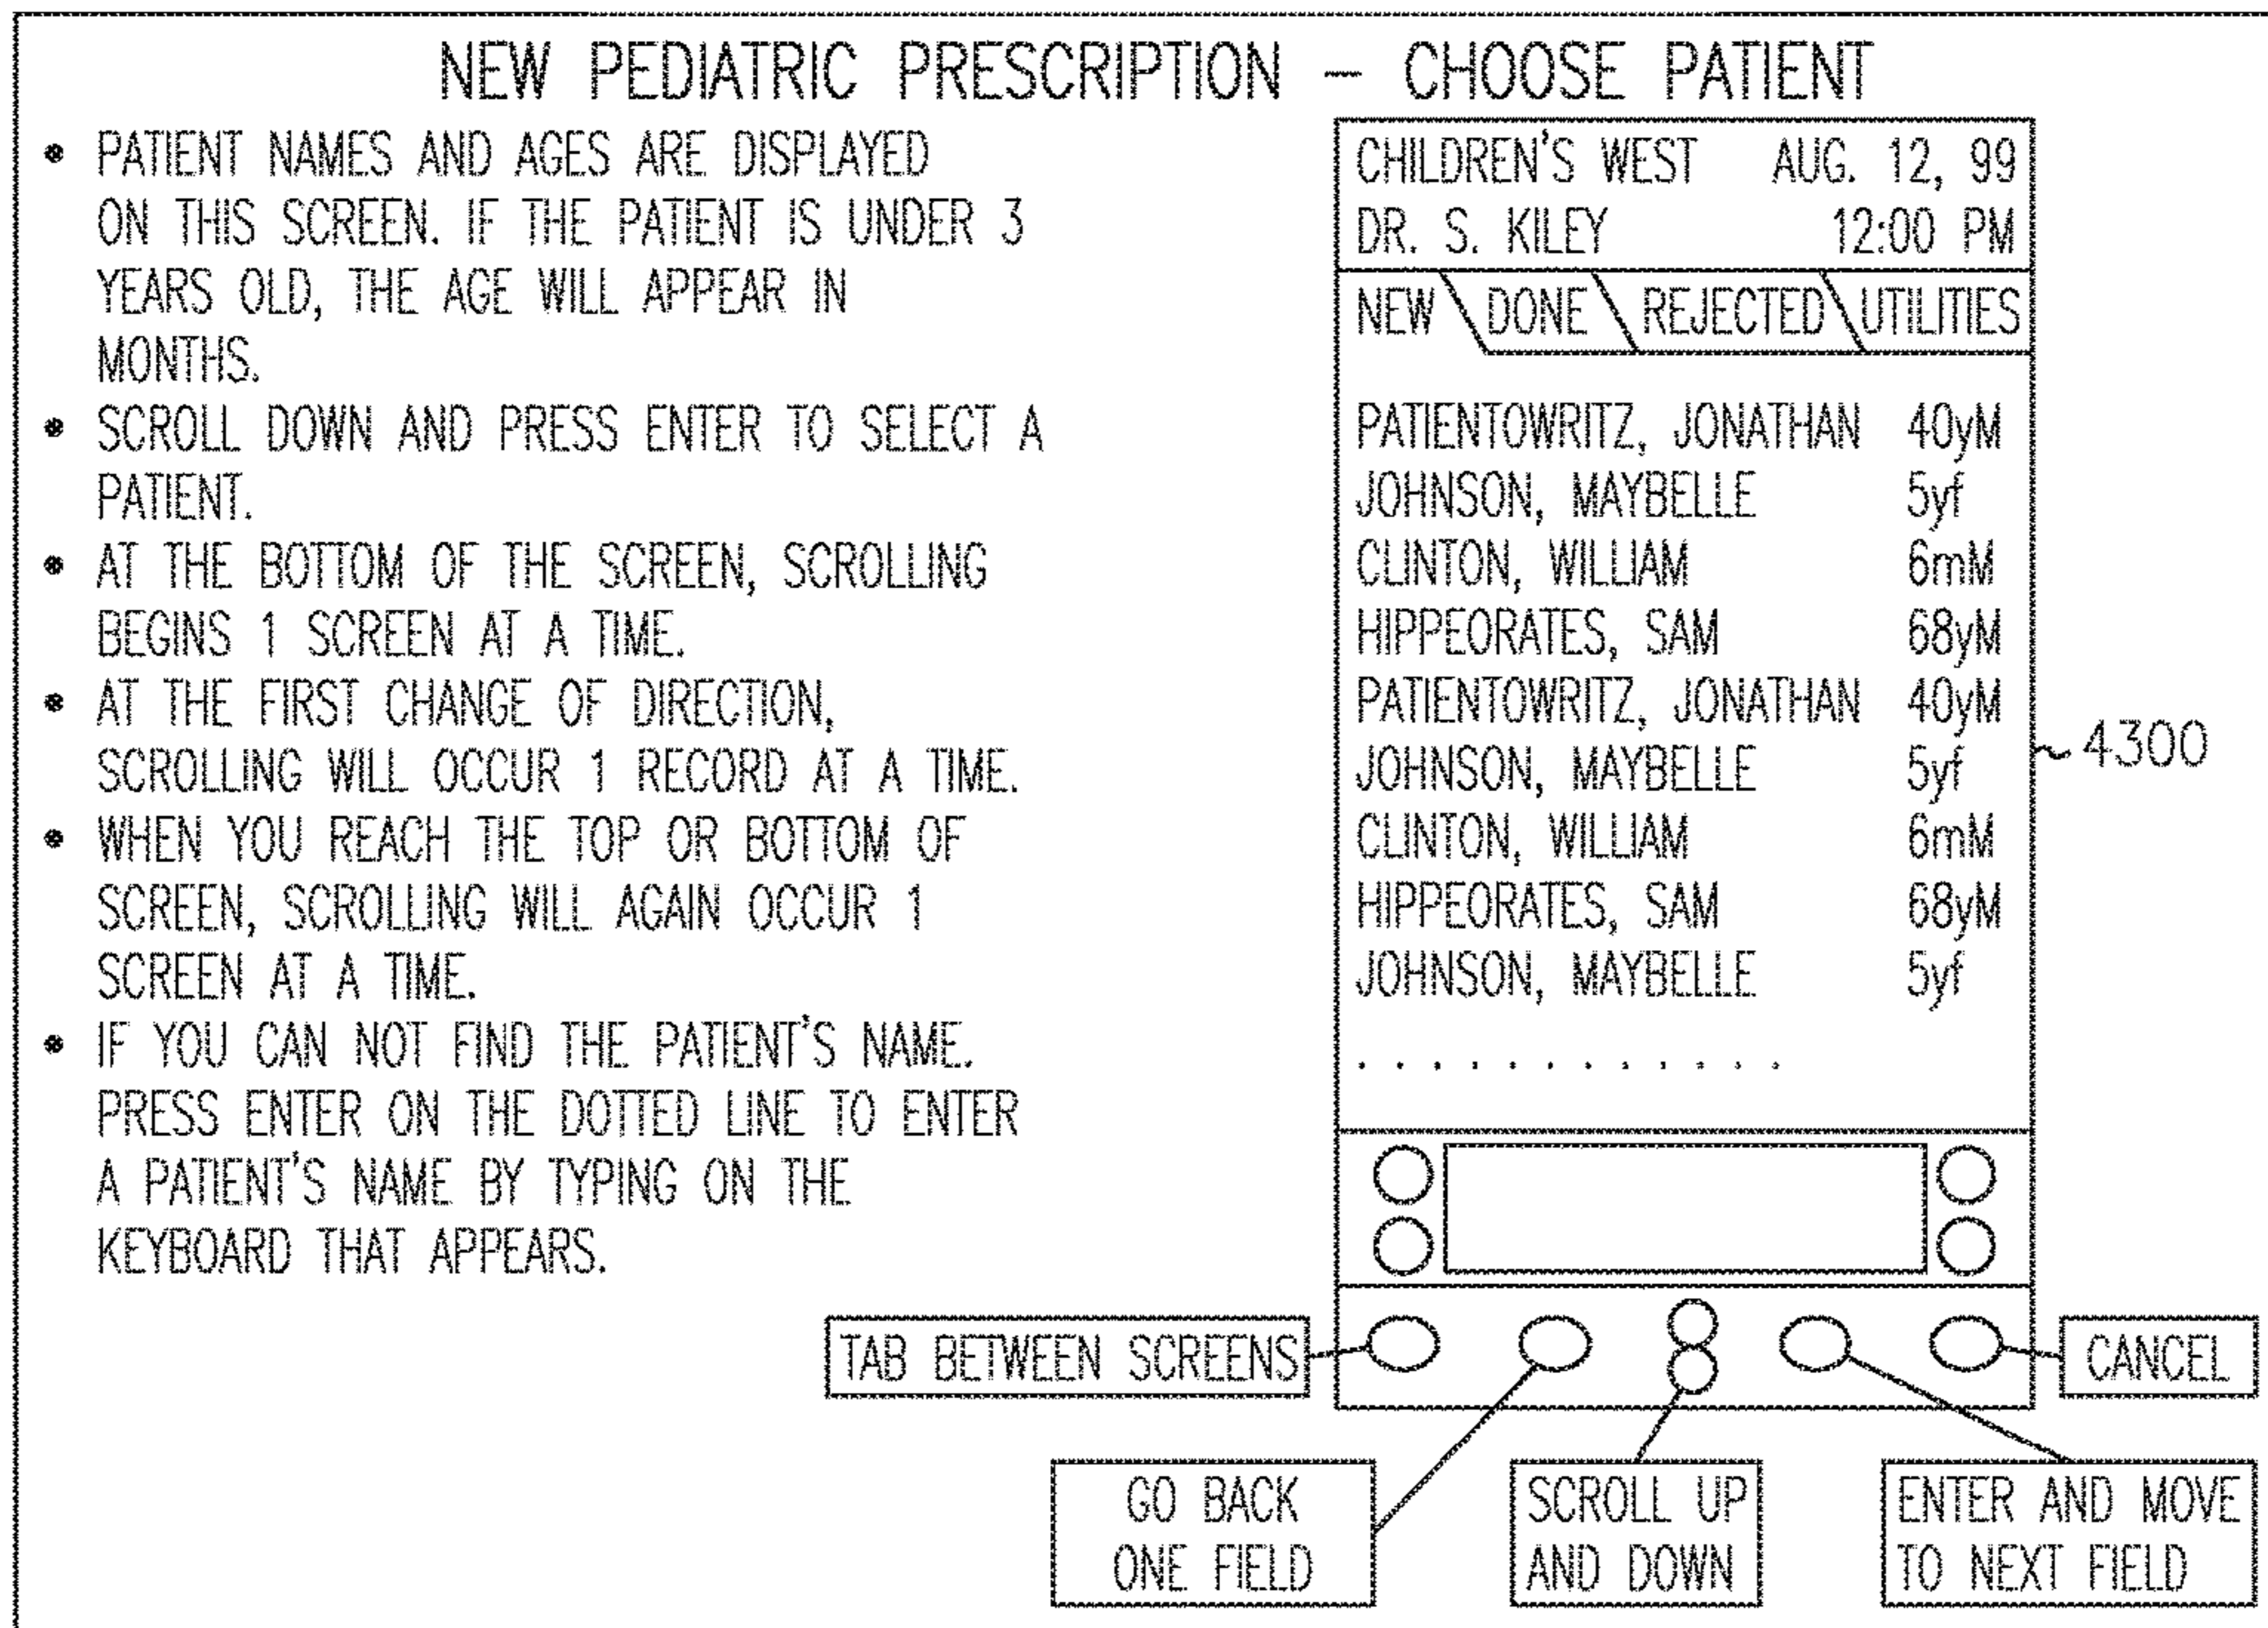 NEW PEDIATRIC PRESCRIPTION – CHOOSE PATIENT
• PATIENT NAMES AND AGES ARE DISPLAYED
ON THIS SCREEN. IF THE PATIENT IS UNDER 3
YEARS OLD, THE AGE WILL APPEAR IN
MONTHS.
• SCROLL DOWN AND PRESS ENTER TO SELECT A
PATIENT.
• AT THE BOTTOM OF THE SCREEN, SCROLLING
BEGINS 1 SCREEN AT A TIME.
• AT THE FIRST CHANGE OF DIRECTION,
SCROLLING WILL OCCUR 1 RECORD AT A TIME.
• WHEN YOU REACH THE TOP OR BOTTOM OF
SCREEN, SCROLLING WILL AGAIN OCCUR 1
SCREEN AT A TIME.
• IF YOU CAN NOT FIND THE PATIENT'S NAME.
PRESS ENTER ON THE DOTTED LINE TO ENTER
A PATIENT'S NAME BY TYPING ON THE
KEYBOARD THAT APPEARS.
CHILDREN'S WEST AUG. 12, 99
DR. S. KILEY 12:00 PM
NEW DONE REJECTED UTILITIES
PATIENTOWRITZ, JONATHAN 40yM
JOHNSON, MAYBELLE 5yf
CLINTON, WILLIAM 6mM
HIPPEORATES, SAM 68yM
PATIENTOWRITZ, JONATHAN 40yM
JOHNSON, MAYBELLE 5yf
CLINTON, WILLIAM 6mM
HIPPEORATES, SAM 68yM
JOHNSON, MAYBELLE 5yf
. . . . . . . . . . . .
4300
TAB BETWEEN SCREENS
CANCEL
GO BACK
ONE FIELD
SCROLL UP
AND DOWN
ENTER AND MOVE
TO NEXT FIELD